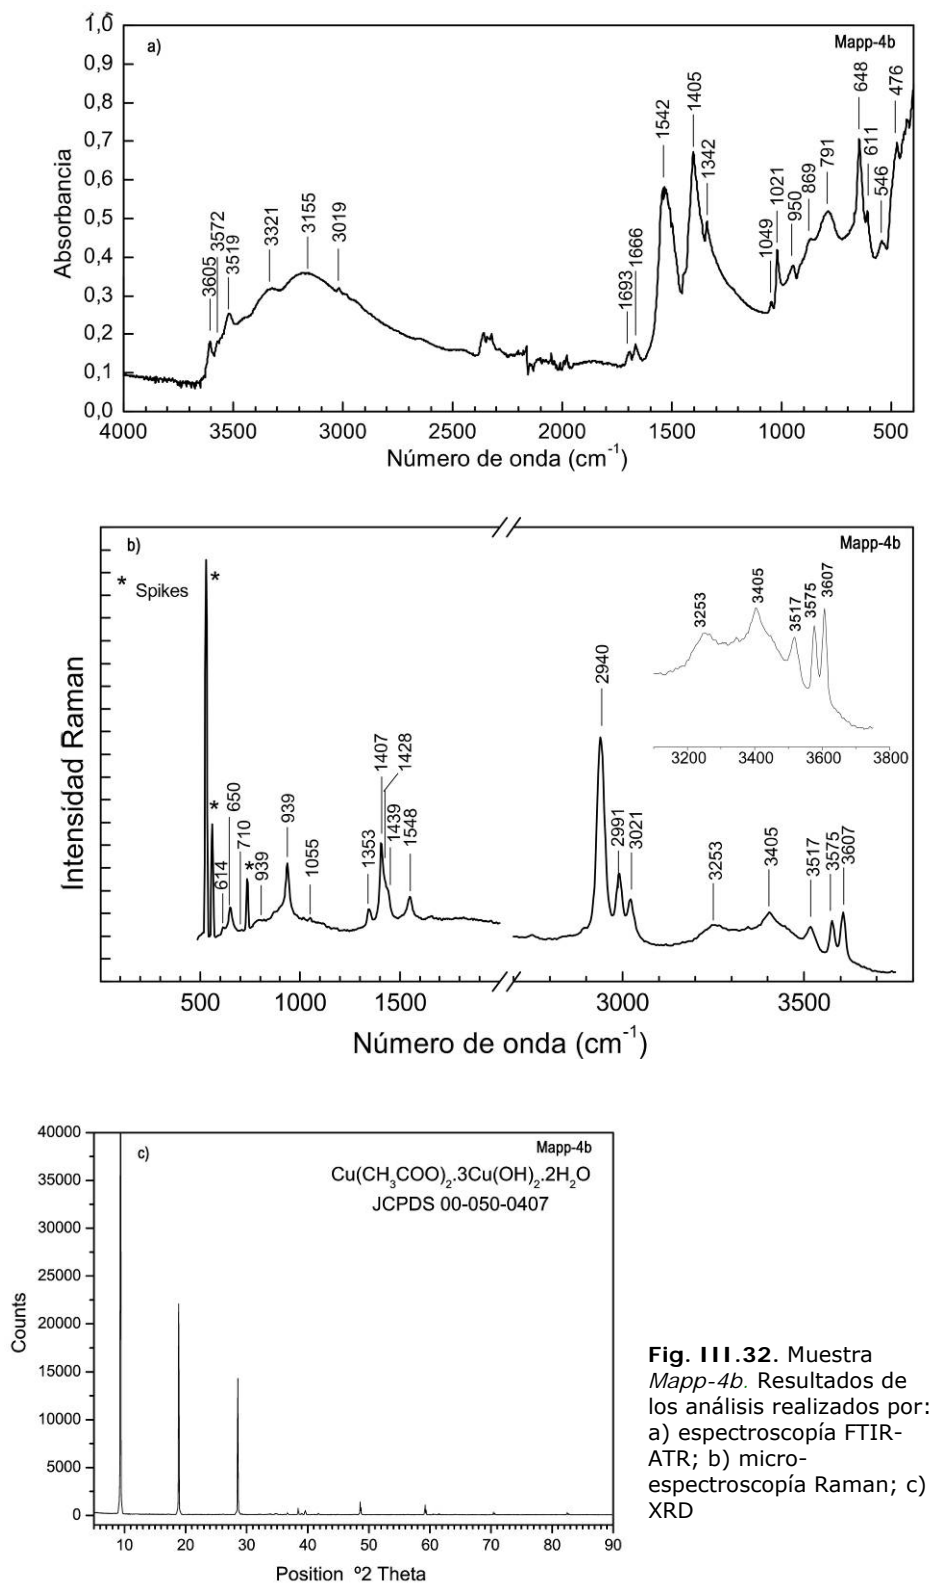 a)
Mapp-4b
1,0
0,9
0,8
0,7
0,6
0,5
0,4
0,3
0,2
0,1
0,0
Absorbancia
3605
3572
3519
3321
3155
3019
1693
1666
1542
1405
1342
1049
1021
950
869
791
648
611
546
476
4000 3500 3000 2500 2000 1500 1000 500
Número de onda (cm-1)
b)
Mapp-4b
* Spikes
*
*
*
Intensidad Raman
614
650
710
939
939
1055
1353
1407
1428
1439
1548
2940
2991
3021
3253
3405
3517
3575
3607
3253
3405
3517
3575
3607
3200 3400 3600 3800
500 1000 1500 3000 3500
Número de onda (cm-1)
c)
Mapp-4b
Cu(CH3COO)2.3Cu(OH)2.2H2O
JCPDS 00-050-0407
40000
35000
30000
25000
20000
15000
10000
5000
0
Counts
10 20 30 40 50 60 70 80 90
Position º2 Theta
Fig. III.32. Muestra
Mapp-4b. Resultados de
los análisis realizados por:
a) espectroscopía FTIR-
ATR; b) micro-
espectroscopía Raman; c)
XRD